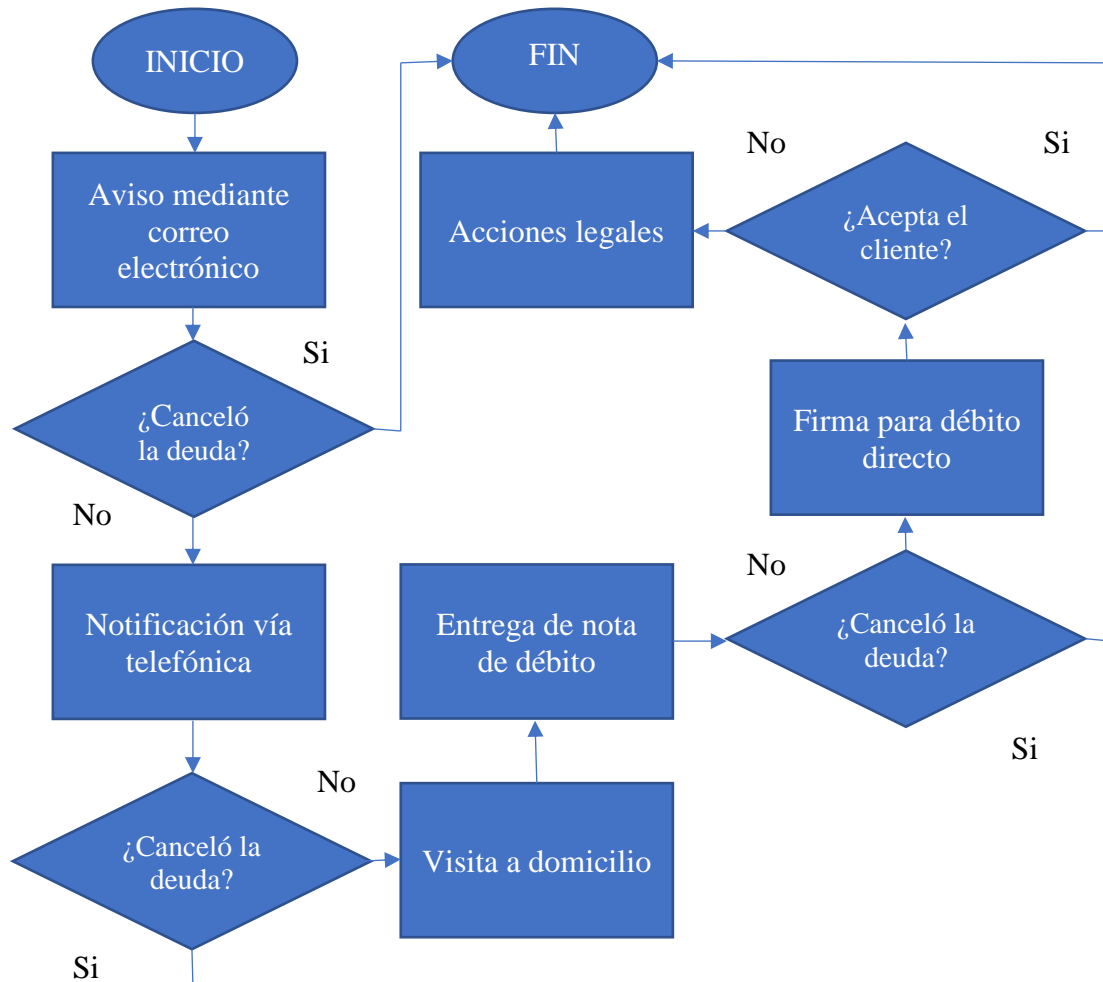 INICIO
Aviso mediante
correo
electrónico
Si
¿Canceló
la deuda?
No
Notificación vía
telefónica
No
¿Canceló la
deuda?
Si
Visita a domicilio
Entrega de nota
de débito
No
¿Canceló la
deuda?
Si
Firma para débito
directo
¿Acepta el
cliente?
No
Si
Acciones legales
FIN